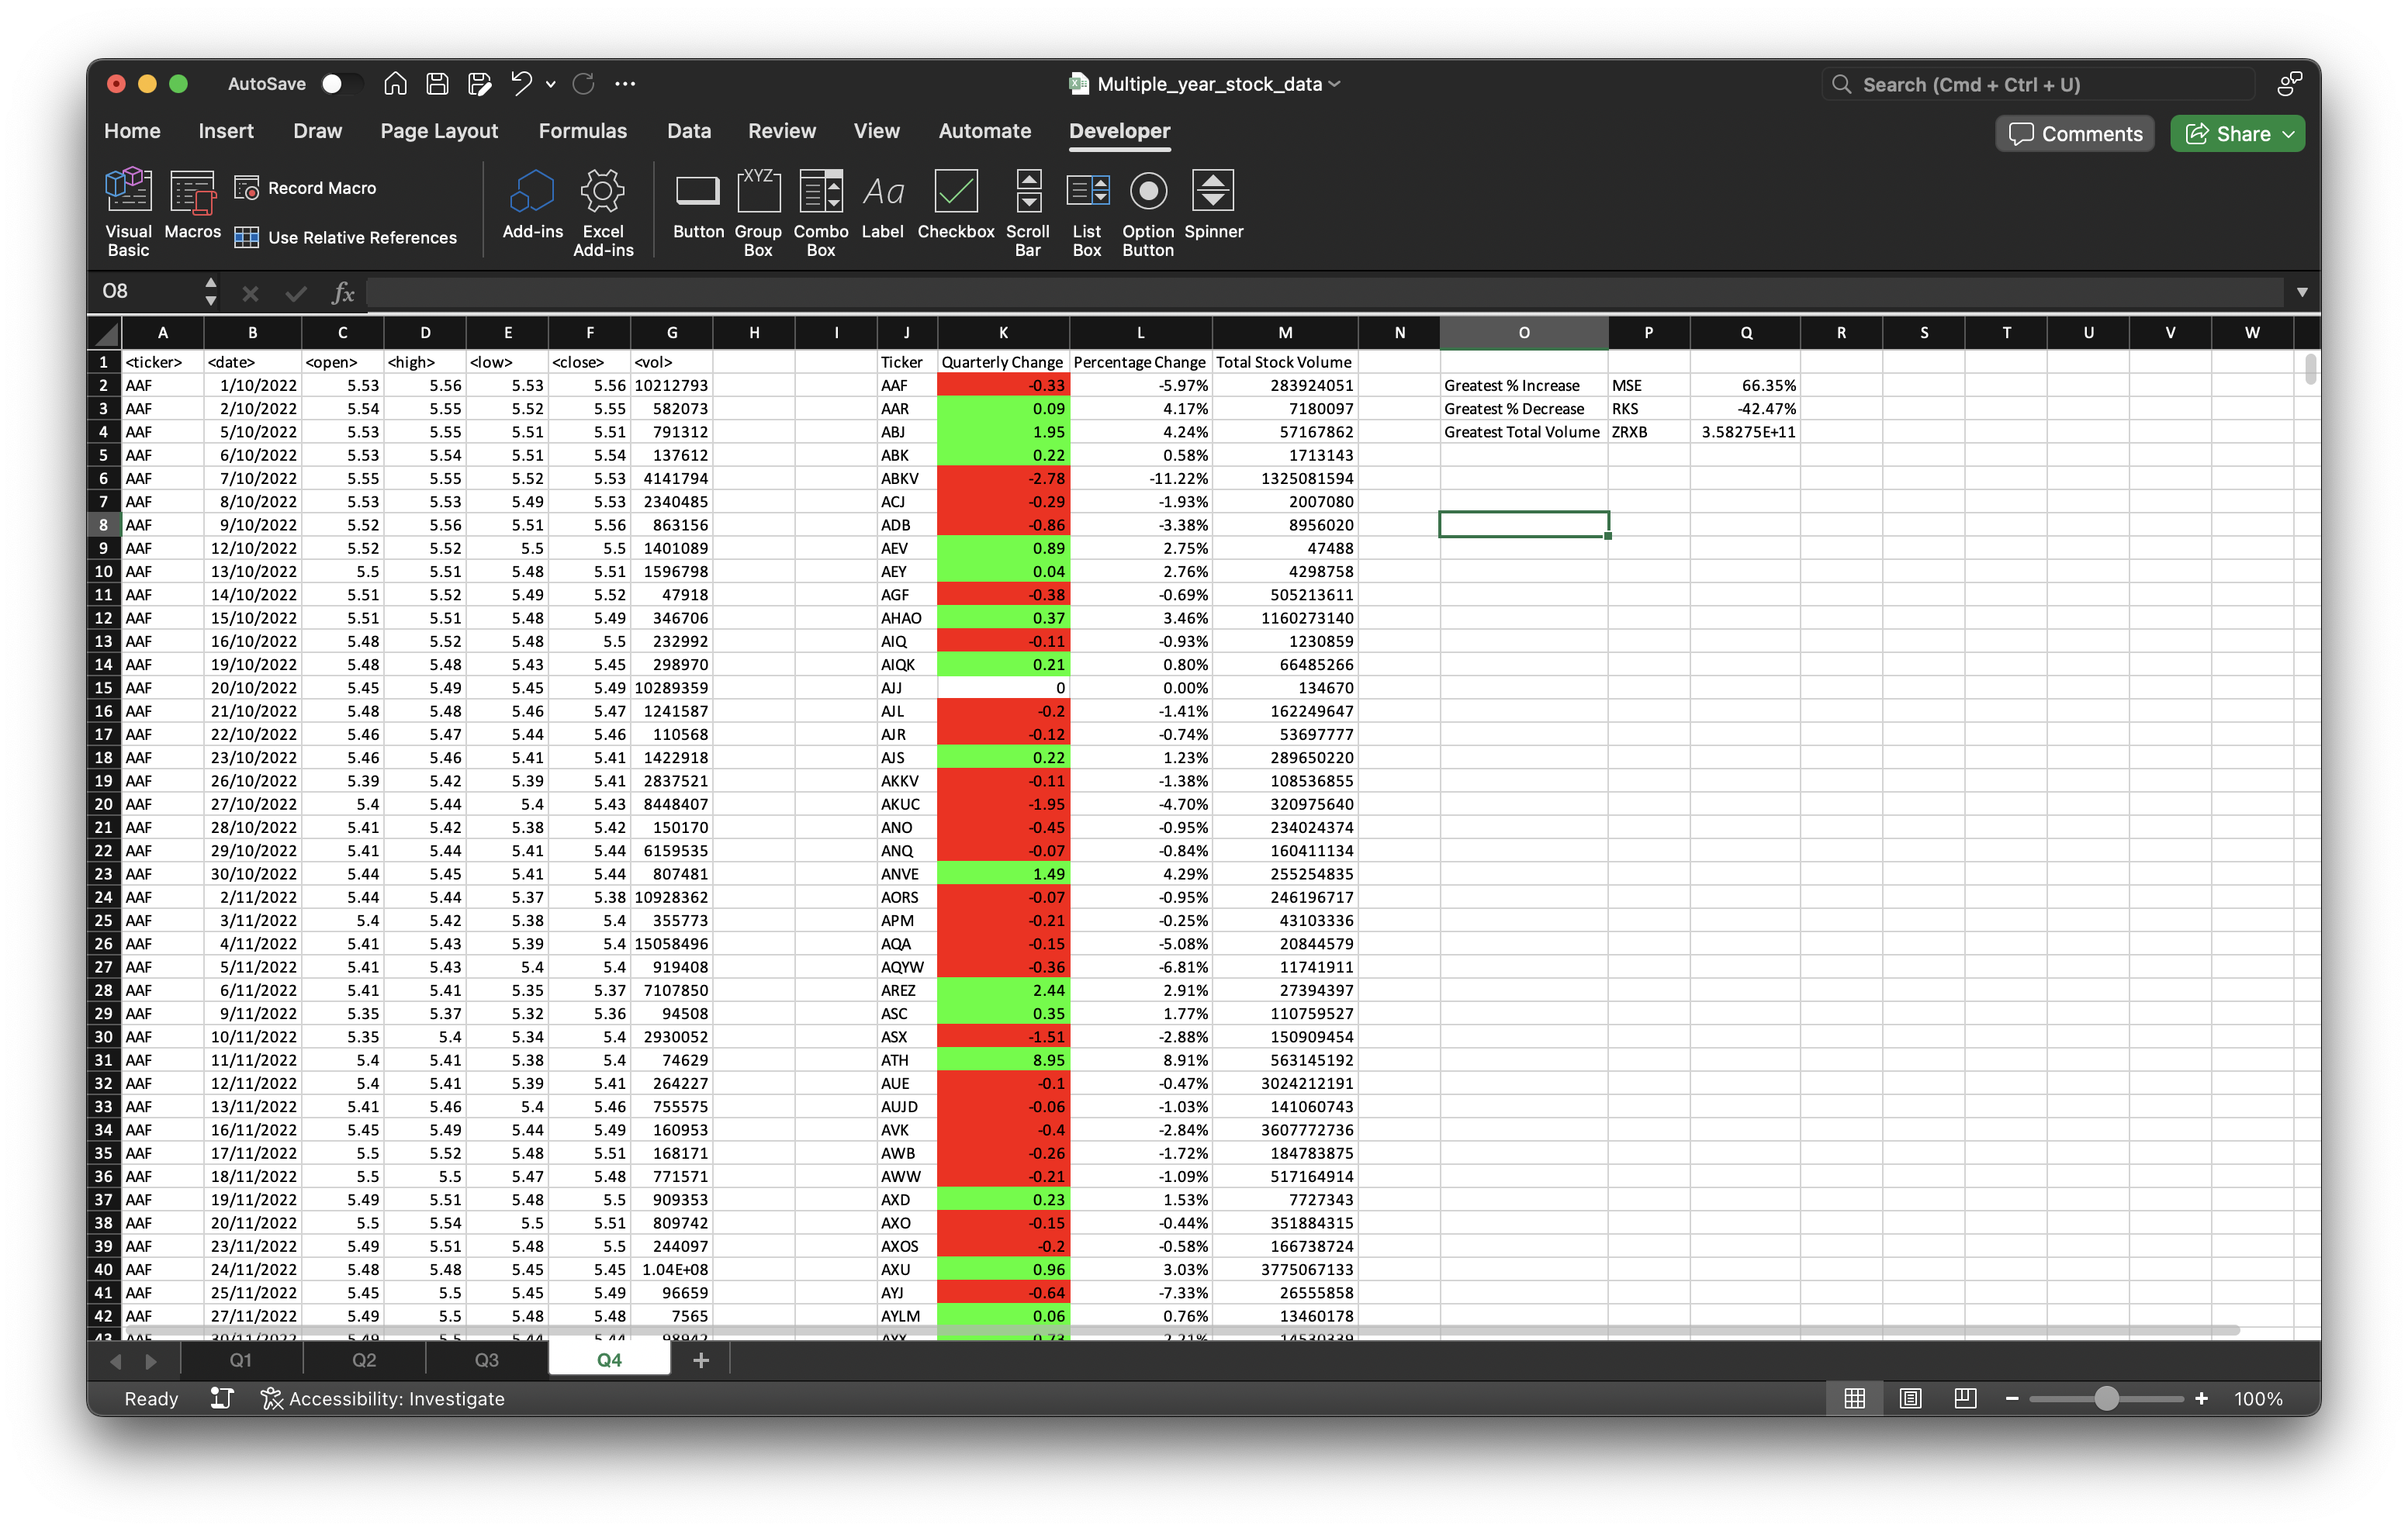 AutoSave
Multiple_year_stock_data
Search (Cmd + Ctrl + U)
Home Insert Draw Page Layout Formulas Data Review View Automate Developer
Comments Share
Visual Basic
Macros
Record Macro
Use Relative References
Add-ins
Excel Add-ins
Button
Group Box
XYZ
Combo Box
Aa
Label
Checkbox
Scroll Bar
List Box
Option Button
Spinner
O8 fx
A B C D E F G H I J K L M N O P Q R S T U V W
1 <ticker> <date> <open> <high> <low> <close> <vol> Ticker Quarterly Change Percentage Change Total Stock Volume
2 AAF 1/10/2022 5.53 5.56 5.53 5.56 10212793 AAF -0.33 -5.97% 283924051 Greatest % Increase MSE 66.35%
3 AAF 2/10/2022 5.54 5.55 5.52 5.55 582073 AAR 0.09 4.17% 7180097 Greatest % Decrease RKS -42.47%
4 AAF 5/10/2022 5.53 5.55 5.51 5.51 791312 ABJ 1.95 4.24% 57167862 Greatest Total Volume ZRXB 3.58275E+11
5 AAF 6/10/2022 5.53 5.54 5.51 5.54 137612 ABK 0.22 0.58% 1713143
6 AAF 7/10/2022 5.55 5.55 5.52 5.53 4141794 ABKV -2.78 -11.22% 1325081594
7 AAF 8/10/2022 5.53 5.53 5.49 5.53 2340485 ACJ -0.29 -1.93% 2007080
8 AAF 9/10/2022 5.52 5.56 5.51 5.56 863156 ADB -0.86 -3.38% 8956020
9 AAF 12/10/2022 5.52 5.52 5.5 5.5 1401089 AEV 0.89 2.75% 47488
10 AAF 13/10/2022 5.5 5.51 5.48 5.51 1596798 AEY 0.04 2.76% 4298758
11 AAF 14/10/2022 5.51 5.52 5.49 5.52 47918 AGF -0.38 -0.69% 505213611
12 AAF 15/10/2022 5.51 5.51 5.48 5.49 346706 AHAO 0.37 3.46% 1160273140
13 AAF 16/10/2022 5.48 5.52 5.48 5.5 232992 AIQ -0.11 -0.93% 1230859
14 AAF 19/10/2022 5.48 5.48 5.43 5.45 298970 AIQK 0.21 0.80% 66485266
15 AAF 20/10/2022 5.45 5.49 5.45 5.49 10289359 AJJ 0 0.00% 134670
16 AAF 21/10/2022 5.48 5.48 5.46 5.47 1241587 AJL -0.2 -1.41% 162249647
17 AAF 22/10/2022 5.46 5.47 5.44 5.46 110568 AJR -0.12 -0.74% 53697777
18 AAF 23/10/2022 5.46 5.46 5.41 5.41 1422918 AJS 0.22 1.23% 289650220
19 AAF 26/10/2022 5.39 5.42 5.39 5.41 2837521 AKKV -0.11 -1.38% 108536855
20 AAF 27/10/2022 5.4 5.44 5.4 5.43 8448407 AKUC -1.95 -4.70% 320975640
21 AAF 28/10/2022 5.41 5.42 5.38 5.42 150170 ANO -0.45 -0.95% 234024374
22 AAF 29/10/2022 5.41 5.44 5.41 5.44 6159535 ANQ -0.07 -0.84% 160411134
23 AAF 30/10/2022 5.44 5.45 5.41 5.44 807481 ANVE 1.49 4.29% 255254835
24 AAF 2/11/2022 5.44 5.44 5.37 5.38 10928362 AORS -0.07 -0.95% 246196717
25 AAF 3/11/2022 5.4 5.42 5.38 5.4 355773 APM -0.21 -0.25% 43103336
26 AAF 4/11/2022 5.41 5.43 5.39 5.4 15058496 AQA -0.15 -5.08% 20844579
27 AAF 5/11/2022 5.41 5.43 5.4 5.4 919408 AQYW -0.36 -6.81% 11741911
28 AAF 6/11/2022 5.41 5.41 5.35 5.37 7107850 AREZ 2.44 2.91% 27394397
29 AAF 9/11/2022 5.35 5.37 5.32 5.36 94508 ASC 0.35 1.77% 110759527
30 AAF 10/11/2022 5.35 5.4 5.34 5.4 2930052 ASX -1.51 -2.88% 150909454
31 AAF 11/11/2022 5.4 5.41 5.38 5.4 74629 ATH 8.95 8.91% 563145192
32 AAF 12/11/2022 5.4 5.41 5.39 5.41 264227 AUE -0.1 -0.47% 3024212191
33 AAF 13/11/2022 5.41 5.46 5.4 5.46 755575 AUJD -0.06 -1.03% 141060743
34 AAF 16/11/2022 5.45 5.49 5.44 5.49 160953 AVK -0.4 -2.84% 3607772736
35 AAF 17/11/2022 5.5 5.52 5.48 5.51 168171 AWB -0.26 -1.72% 184783875
36 AAF 18/11/2022 5.5 5.5 5.47 5.48 771571 AWW -0.21 -1.09% 517164914
37 AAF 19/11/2022 5.49 5.51 5.48 5.5 909353 AXD 0.23 1.53% 7727343
38 AAF 20/11/2022 5.5 5.54 5.5 5.51 809742 AXO -0.15 -0.44% 351884315
39 AAF 23/11/2022 5.49 5.51 5.48 5.5 244097 AXOS -0.2 -0.58% 166738724
40 AAF 24/11/2022 5.48 5.48 5.45 5.45 1.04E+08 AXU 0.96 3.03% 3775067133
41 AAF 25/11/2022 5.45 5.5 5.45 5.49 96659 AYJ -0.64 -7.33% 26555858
42 AAF 27/11/2022 5.49 5.5 5.48 5.48 7565 AYLM 0.06 0.76% 13460178
Q1 Q2 Q3 Q4
Ready Accessibility: Investigate 100%